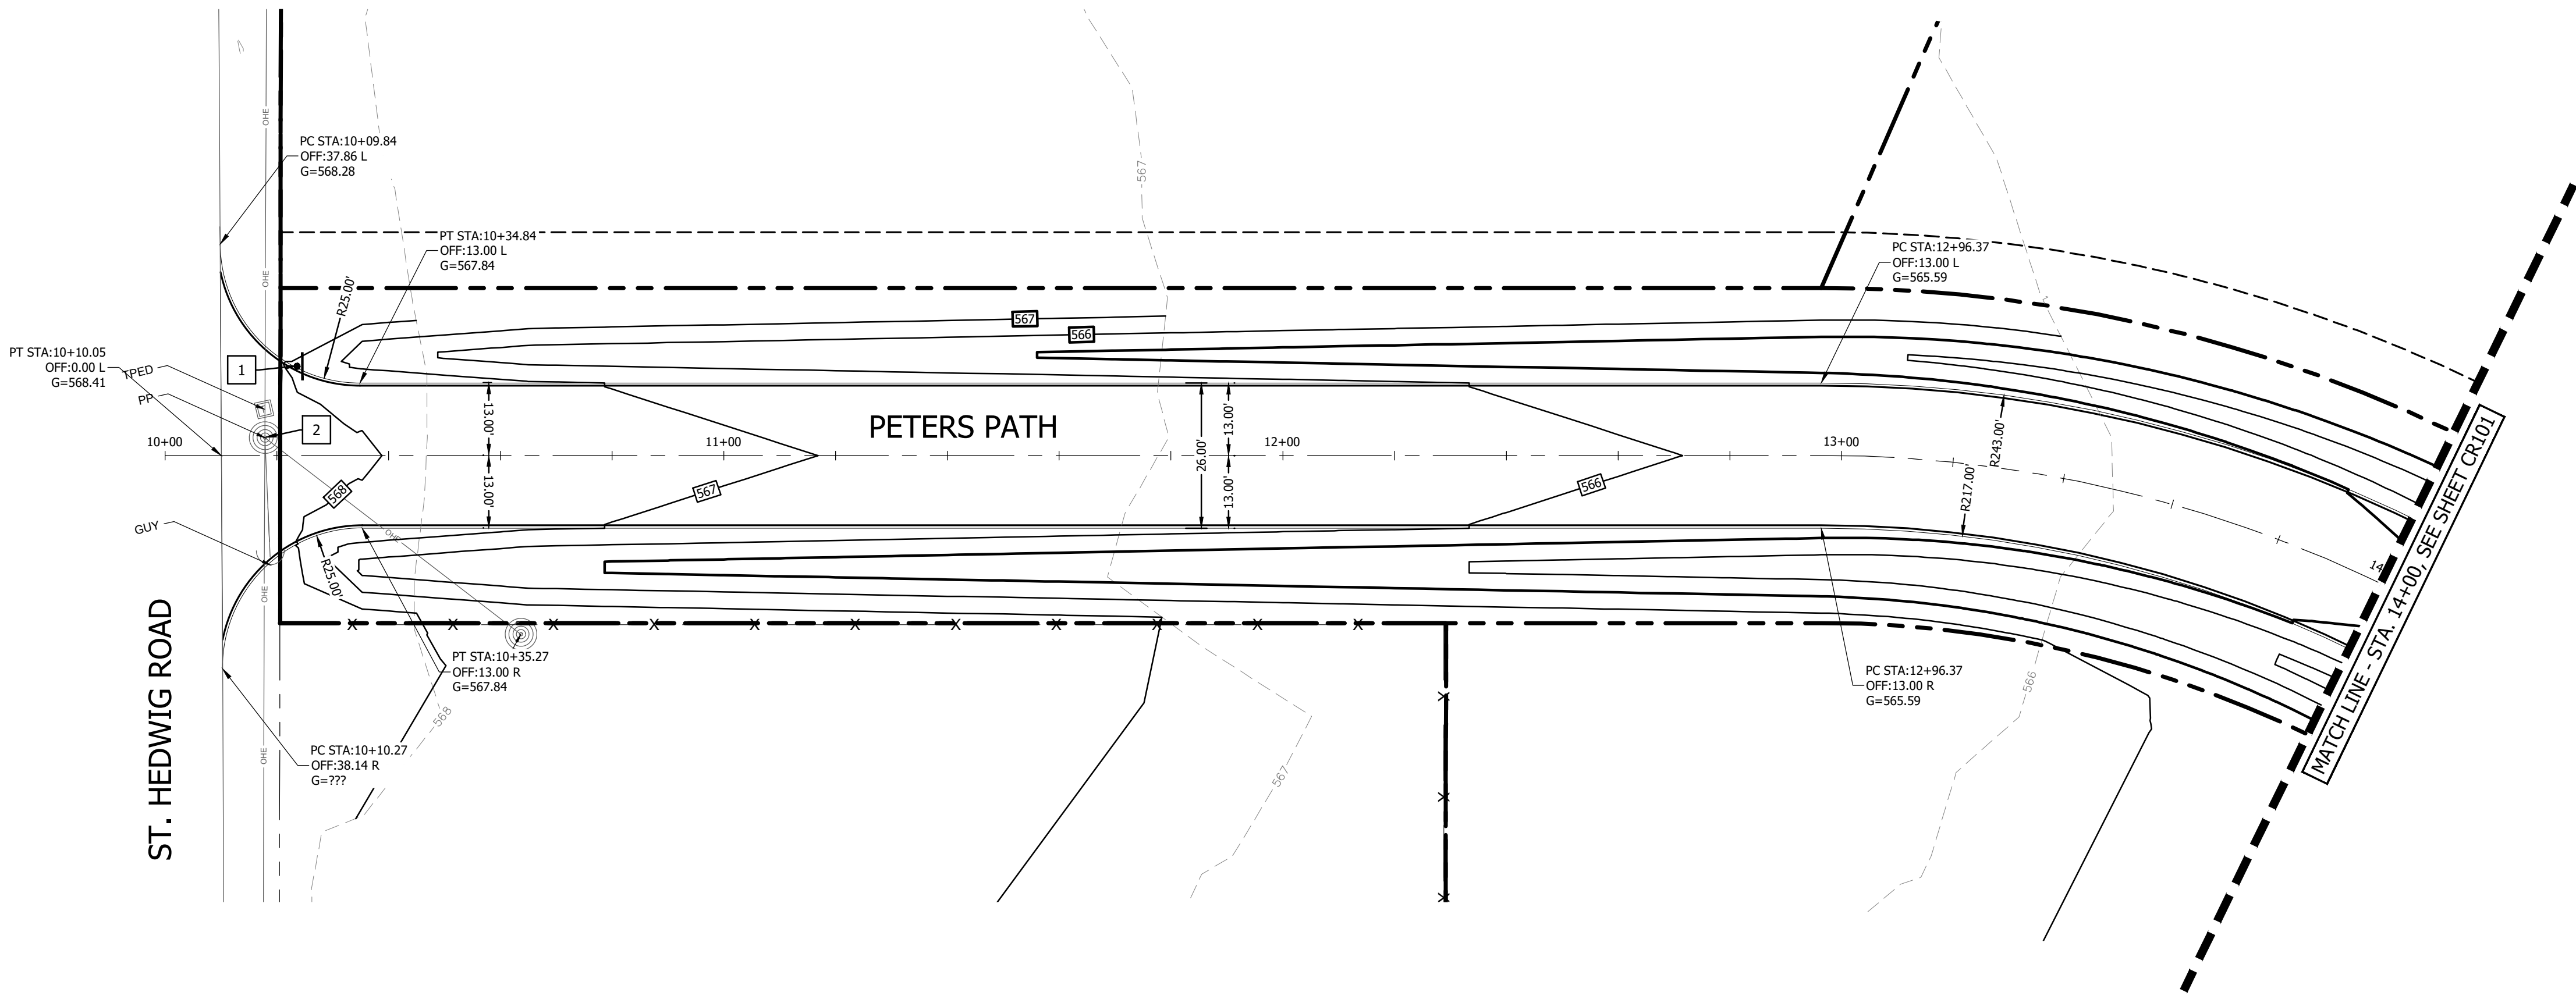 OHE
PC STA:10+09.84
OFF:37.86 L
G=568.28
567
PT STA:10+34.84
OFF:13.00 L
G=567.84
PC STA:12+96.37
OFF:13.00 L
G=565.59
OHE
R25.00'
567
566
PT STA:10+10.05
OFF:0.00 L
G=568.41
TPED
1
PP
2
13.00'
13.00'
PETERS PATH
10+00
11+00
12+00
13+00
R243.00'
26.00'
568
567
13.00'
13.00'
566
R217.00'
GUY
OHE
14
MATCH LINE - STA. 14+00, SEE SHEET CR101
R25.00'
OHE
X X X X X X X X X X X
PT STA:10+35.27
OFF:13.00 R
G=567.84
PC STA:12+96.37
OFF:13.00 R
G=565.59
566
X
568
ST. HEDWIG ROAD
OHE
PC STA:10+10.27
OFF:38.14 R
G=???
567
X
X